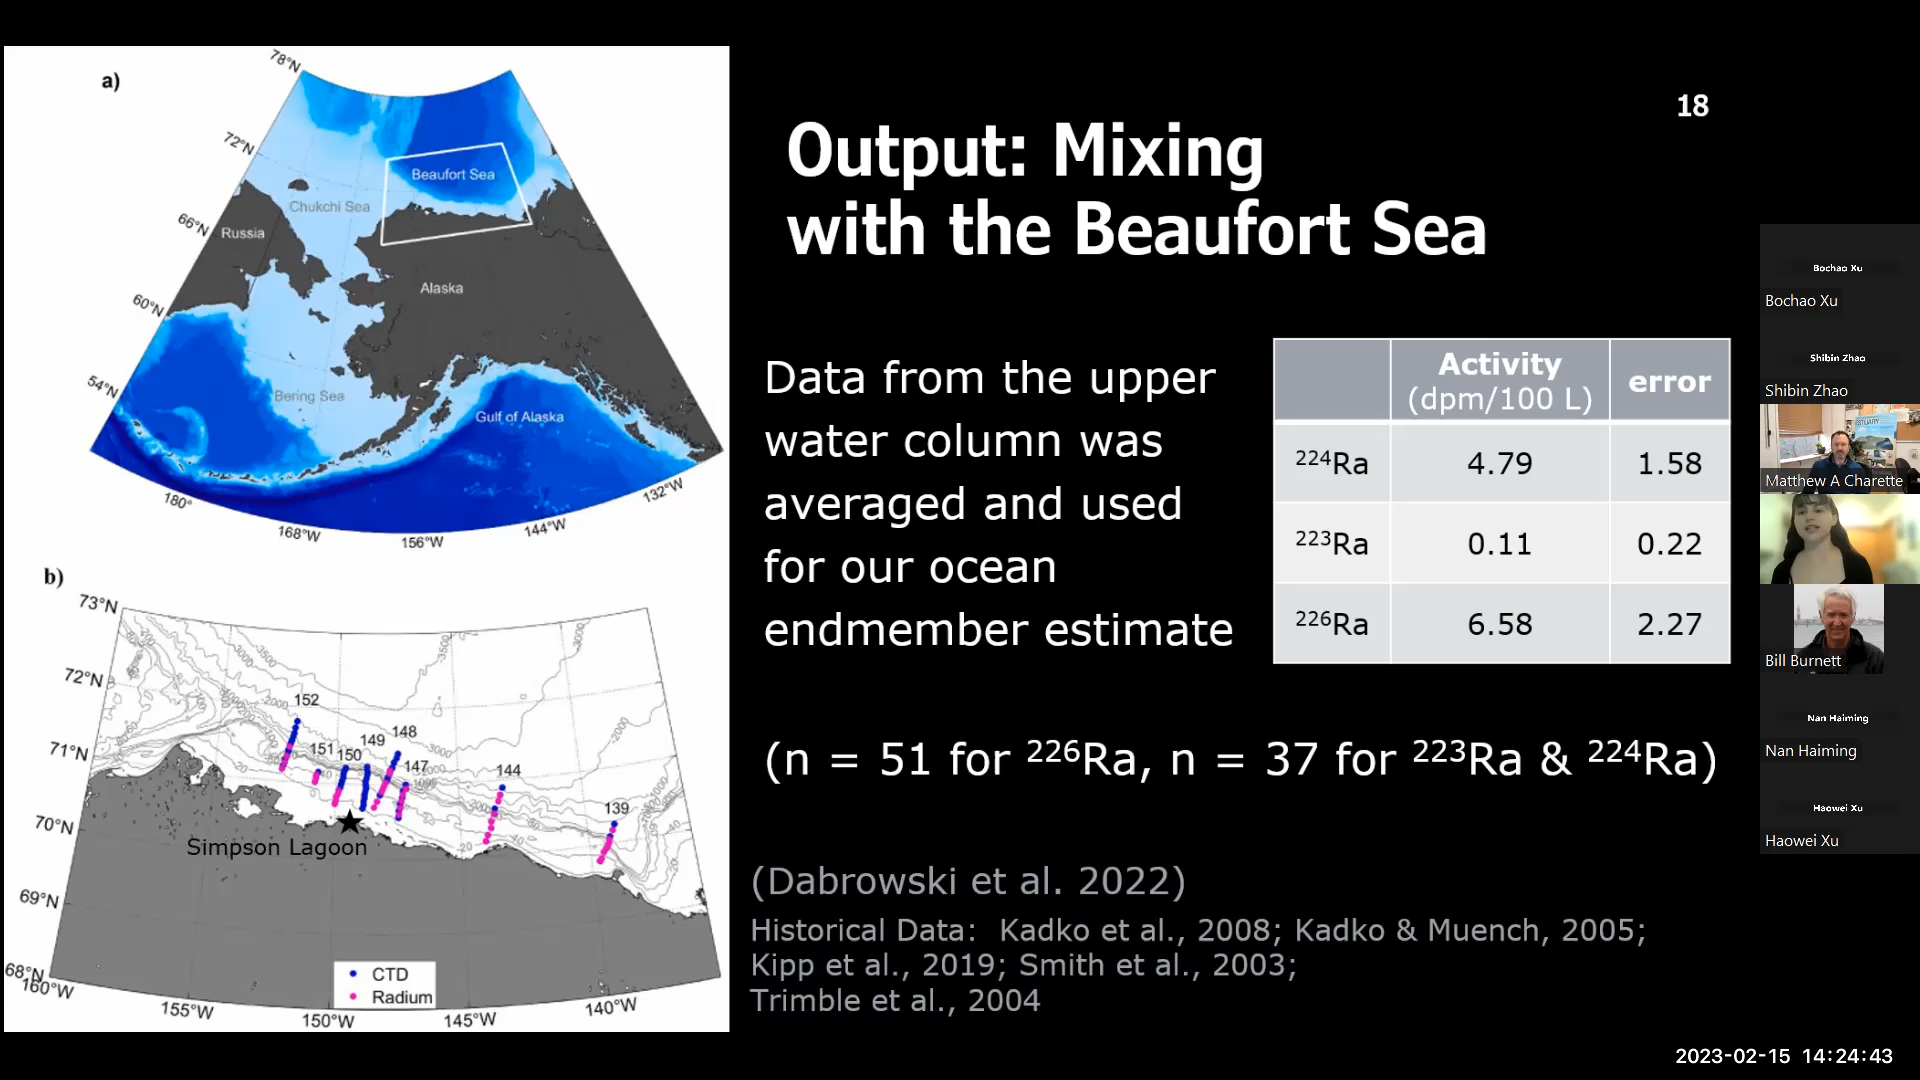 a)
78°N
72°N
66°N
60°N
54°N
180°
168°W
156°W
144°W
132°W
Beaufort Sea
Chukchi Sea
Russia
Alaska
Bering Sea
Gulf of Alaska
b)
73°N
72°N
71°N
70°N
69°N
68°N
160°W
155°W
150°W
145°W
140°W
152
151
150
149
148
147
144
139
Simpson Lagoon
CTD
Radium
18
Output: Mixing
with the Beaufort Sea
Data from the upper
water column was
averaged and used
for our ocean
endmember estimate
Activity
(dpm/100 L)
error
²²⁴Ra 4.79 1.58
²²³Ra 0.11 0.22
²²⁶Ra 6.58 2.27
(n = 51 for ²²⁶Ra, n = 37 for ²²³Ra & ²²⁴Ra)
(Dabrowski et al. 2022)
Historical Data: Kadko et al., 2008; Kadko & Muench, 2005;
Kipp et al., 2019; Smith et al., 2003;
Trimble et al., 2004
Bochao Xu
Bochao Xu
Shibin Zhao
Shibin Zhao
ESTUARY
Matthew A Charette
Bill Burnett
Nan Haiming
Nan Haiming
Haowei Xu
Haowei Xu
2023-02-15 14:24:43